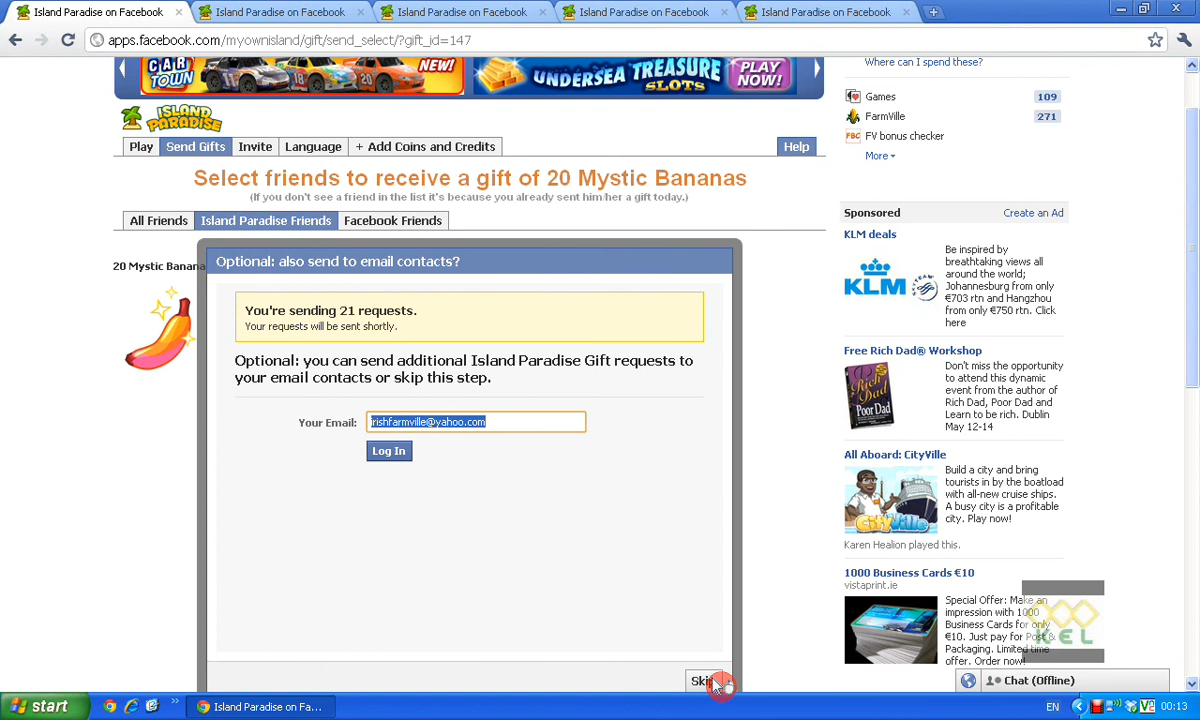 Island Paradise on Facebook
Island Paradise on Facebook
Island Paradise on Facebook
Island Paradise on Facebook
Island Paradise on Facebook
apps.facebook.com/myownisland/gift/send_select/?gift_id=147
CAR TOWN NEW!
UNDERSEA TREASURE SLOTS PLAY NOW!
Where can I spend these?
Games 109
FarmVille 271
FBC FV bonus checker
More
ISLAND PARADISE
Play Send Gifts Invite Language + Add Coins and Credits Help
Select friends to receive a gift of 20 Mystic Bananas
(If you don't see a friend in the list it's because you already sent him/her a gift today.)
All Friends Island Paradise Friends Facebook Friends
20 Mystic Banana
Optional: also send to email contacts?
You're sending 21 requests.
Your requests will be sent shortly.
Optional: you can send additional Island Paradise Gift requests to
your email contacts or skip this step.
Your Email: irishfarmville@yahoo.com
Log In
Skip
Sponsored Create an Ad
KLM deals
KLM
Be inspired by
breathtaking views all
around the world;
Johannesburg from only
€703 rtn and Hangzhou
from only €750 rtn. Click
here
Free Rich Dad® Workshop
RICH DAD
POOR DAD
Don't miss the opportunity
to attend this dynamic
event from the author of
Rich Dad, Poor Dad and
Learn to be rich. Dublin
May 12-14
All Aboard: CityVille
CITYVILLE
Build a city and bring
tourists in by the boatload
with all-new cruise ships.
A busy city is a profitable
city. Play now!
Karen Healion played this.
1000 Business Cards €10
vistaprint.ie
Special Offer: Make an
impression with 1000
Business Cards for only
€10. Just pay for Post &
Packaging. Limited time
offer. Order now!
KEL
Chat (Offline)
start
Island Paradise on Fa...
EN
00:13